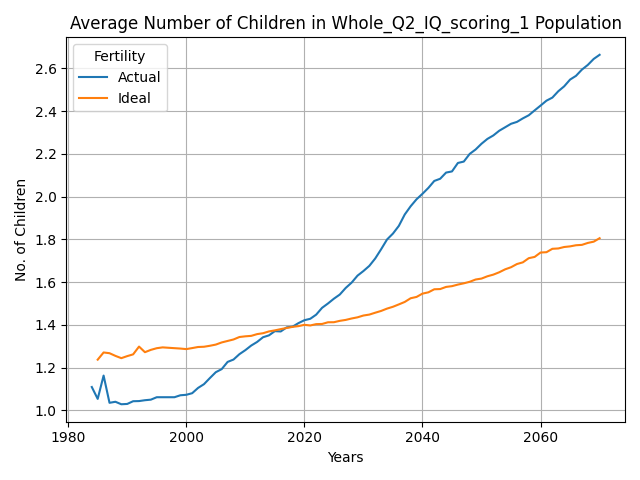 Average Number of Children in Whole_Q2_IQ_scoring_1 Population
Fertility
Actual
Ideal
2.6
2.4
2.2
2.0
1.8
1.6
1.4
1.2
1.0
No. of Children
1980
2000
2020
2040
2060
Years